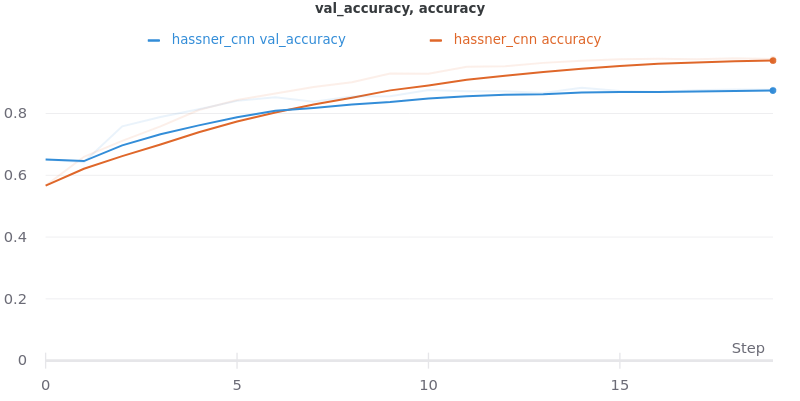 val_accuracy, accuracy
hassner_cnn val_accuracy hassner_cnn accuracy
0.8
0.6
0.4
0.2
0
Step
0 5 10 15